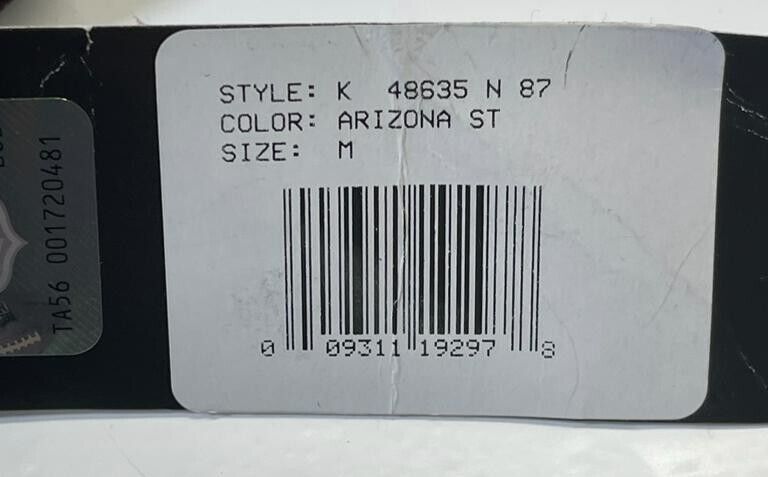 STYLE: K 48635 N 87
COLOR: ARIZONA ST
SIZE: M
0 09311 19297 8
TA56 001720481